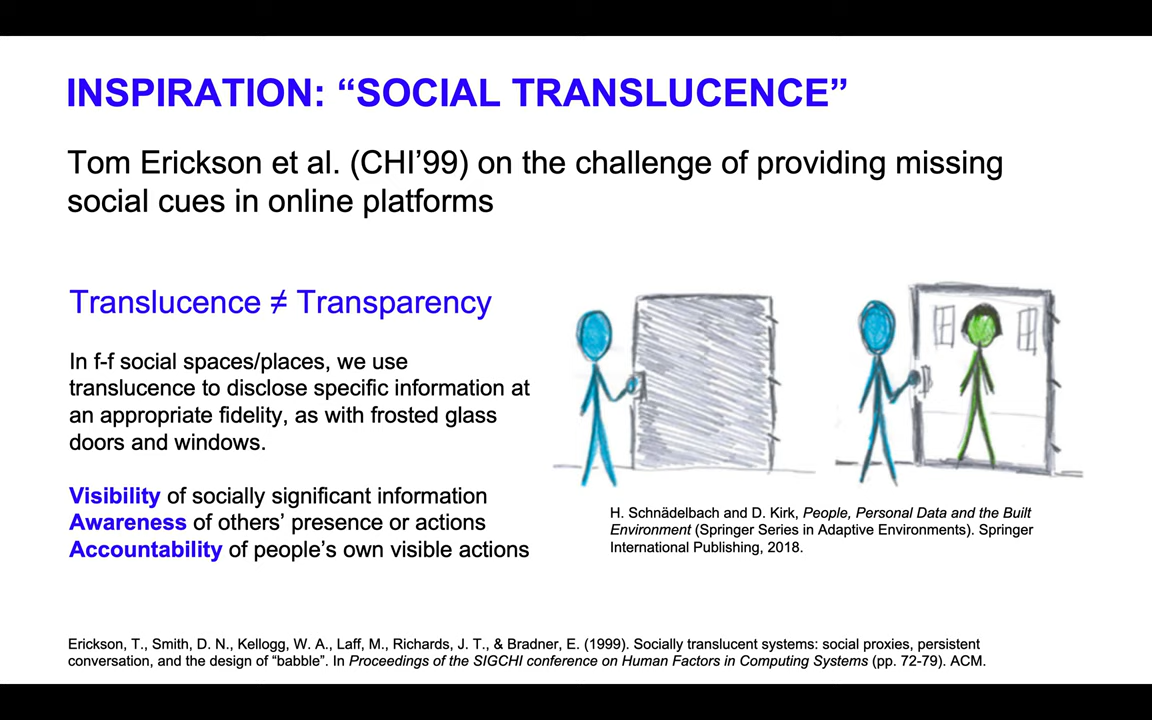 INSPIRATION: “SOCIAL TRANSLUCENCE”
Tom Erickson et al. (CHI’99) on the challenge of providing missing
social cues in online platforms
Translucence ≠ Transparency
In f-f social spaces/places, we use
translucence to disclose specific information at
an appropriate fidelity, as with frosted glass
doors and windows.
Visibility of socially significant information
Awareness of others’ presence or actions
Accountability of people’s own visible actions
H. Schnädelbach and D. Kirk, People, Personal Data and the Built
Environment (Springer Series in Adaptive Environments). Springer
International Publishing, 2018.
Erickson, T., Smith, D. N., Kellogg, W. A., Laff, M., Richards, J. T., & Bradner, E. (1999). Socially translucent systems: social proxies, persistent
conversation, and the design of “babble”. In Proceedings of the SIGCHI conference on Human Factors in Computing Systems (pp. 72-79). ACM.